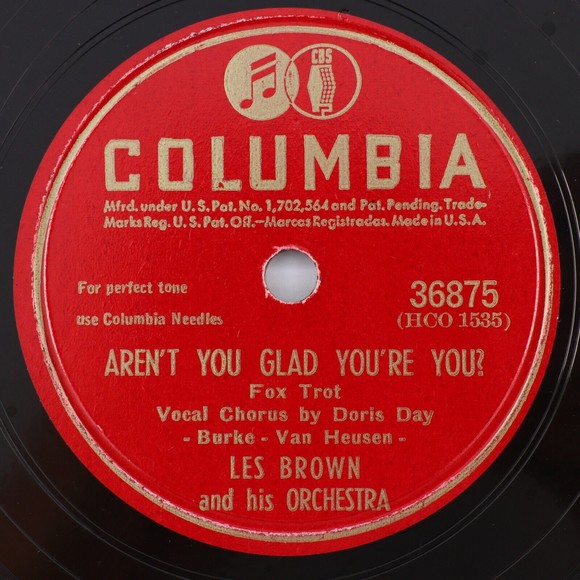 CBS
COLUMBIA
Mfrd. under U.S. Pat. No. 1,702,564 and Pat. Pending. Trade-
Marks Reg. U.S. Pat. Off.—Marcas Registradas. Made in U.S.A.
For perfect tone
use Columbia Needles
36875
(HCO 1535)
AREN'T YOU GLAD YOU'RE YOU?
Fox Trot
Vocal Chorus by Doris Day
- Burke - Van Heusen -
LES BROWN
and his ORCHESTRA